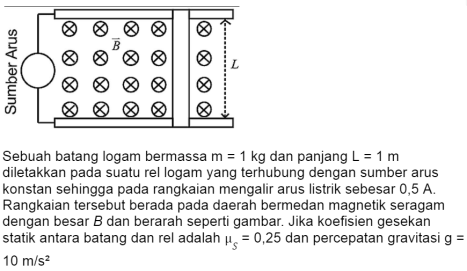 Sumber Arus
B
L
Sebuah batang logam bermassa m = 1 kg dan panjang L = 1 m
diletakkan pada suatu rel logam yang terhubung dengan sumber arus
konstan sehingga pada rangkaian mengalir arus listrik sebesar 0,5 A.
Rangkaian tersebut berada pada daerah bermedan magnetik seragam
dengan besar B dan berarah seperti gambar. Jika koefisien gesekan
statik antara batang dan rel adalah μ_S = 0,25 dan percepatan gravitasi g =
10 m/s²